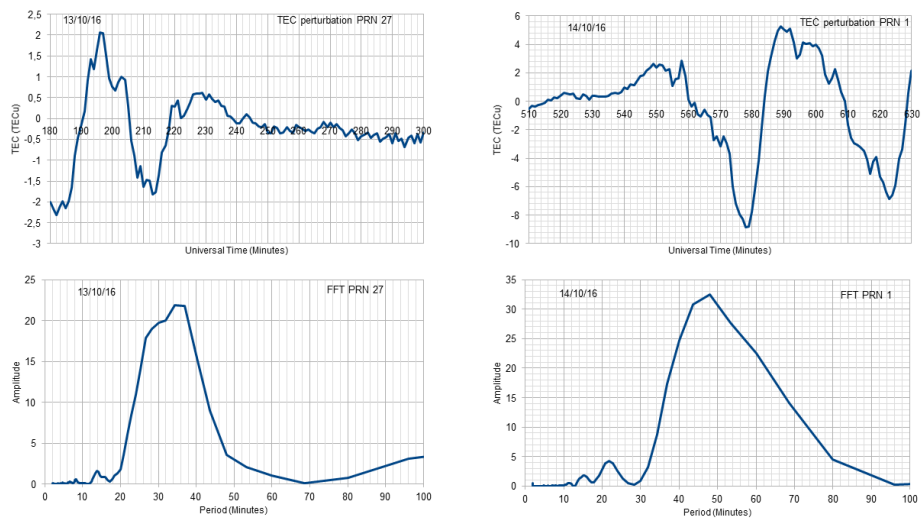 13/10/16
TEC perturbation PRN 27
2,5
2
1,5
1
0,5
0
-0,5
-1
-1,5
-2
-2,5
-3
TEC (TECu)
180 190 200 210 220 230 240 250 260 270 280 290 300
Universal Time (Minutes)
14/10/16
TEC perturbation PRN 1
6
4
2
0
-2
-4
-6
-8
-10
TEC (TECu)
510 520 530 540 550 560 570 580 590 600 610 620 630
Universal Time (Minutes)
13/10/16
FFT PRN 27
25
20
15
10
5
0
Amplitude
0 10 20 30 40 50 60 70 80 90 100
Period (Minutes)
14/10/16
FFT PRN 1
35
30
25
20
15
10
5
0
Amplitude
0 10 20 30 40 50 60 70 80 90 100
Period (Minutes)